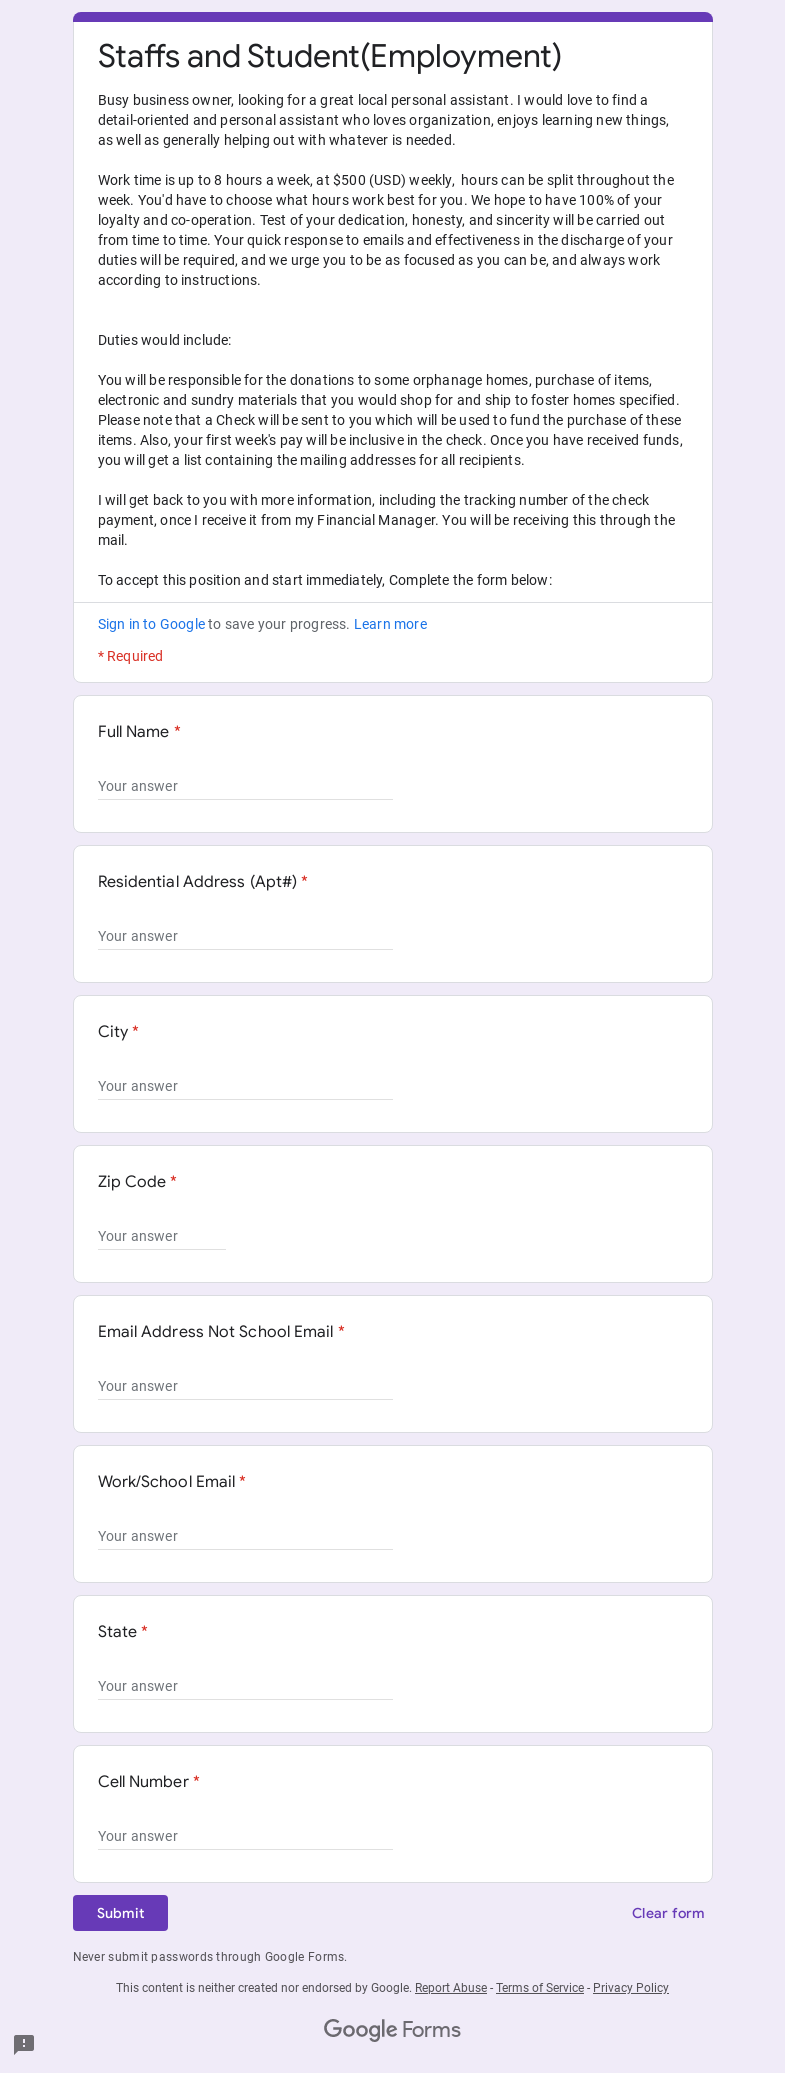 Staffs and Student(Employment)
Busy business owner, looking for a great local personal assistant. I would love to find a
detail-oriented and personal assistant who loves organization, enjoys learning new things,
as well as generally helping out with whatever is needed.
Work time is up to 8 hours a week, at $500 (USD) weekly,  hours can be split throughout the
week. You'd have to choose what hours work best for you. We hope to have 100% of your
loyalty and co-operation. Test of your dedication, honesty, and sincerity will be carried out
from time to time. Your quick response to emails and effectiveness in the discharge of your
duties will be required, and we urge you to be as focused as you can be, and always work
according to instructions.
Duties would include:
You will be responsible for the donations to some orphanage homes, purchase of items,
electronic and sundry materials that you would shop for and ship to foster homes specified.
Please note that a Check will be sent to you which will be used to fund the purchase of these
items. Also, your first week's pay will be inclusive in the check. Once you have received funds,
you will get a list containing the mailing addresses for all recipients.
I will get back to you with more information, including the tracking number of the check
payment, once I receive it from my Financial Manager. You will be receiving this through the
mail.
To accept this position and start immediately, Complete the form below:
Sign in to Google to save your progress. Learn more
* Required
Full Name *
Your answer
Residential Address (Apt#) *
Your answer
City *
Your answer
Zip Code *
Your answer
Email Address Not School Email *
Your answer
Work/School Email *
Your answer
State *
Your answer
Cell Number *
Your answer
Submit
Clear form
Never submit passwords through Google Forms.
This content is neither created nor endorsed by Google. Report Abuse - Terms of Service - Privacy Policy
Google Forms